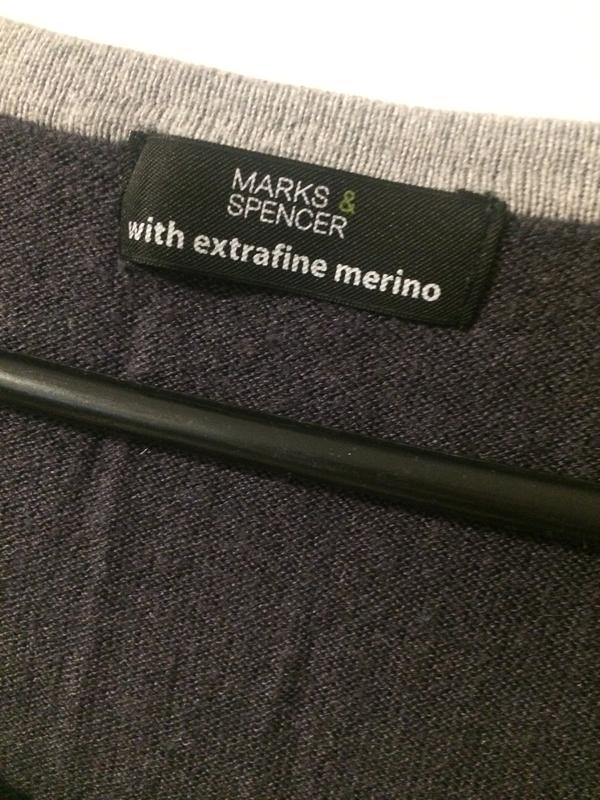 MARKS &
SPENCER
with extrafine merino